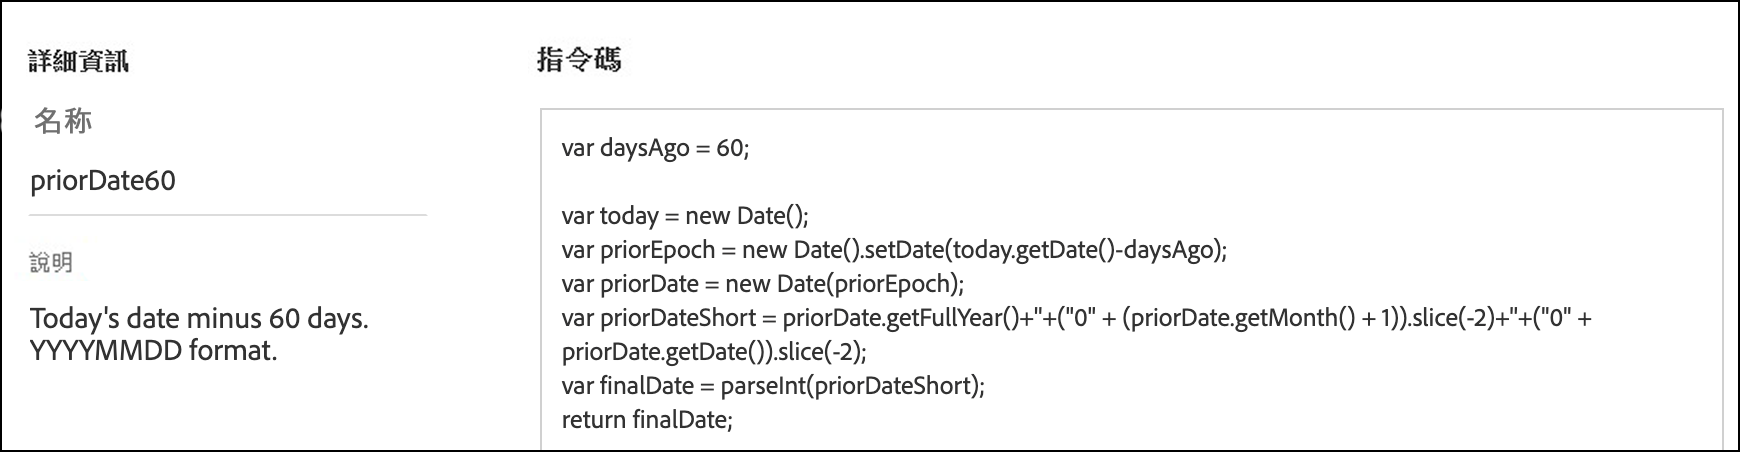 詳細資訊
名称
priorDate60
說明
Today's date minus 60 days.
YYYYMMDD format.
指令碼
var daysAgo = 60;
var today = new Date();
var priorEpoch = new Date().setDate(today.getDate()-daysAgo);
var priorDate = new Date(priorEpoch);
var priorDateShort = priorDate.getFullYear()+"+("0" + (priorDate.getMonth() + 1)).slice(-2)+"+("0" +
priorDate.getDate()).slice(-2);
var finalDate = parseInt(priorDateShort);
return finalDate;